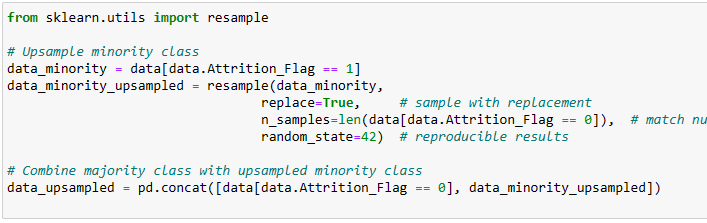 from sklearn.utils import resample
# Upsample minority class
data_minority = data[data.Attrition_Flag == 1]
data_minority_upsampled = resample(data_minority,
replace=True,     # sample with replacement
n_samples=len(data[data.Attrition_Flag == 0]),  # match nu
random_state=42)  # reproducible results
# Combine majority class with upsampled minority class
data_upsampled = pd.concat([data[data.Attrition_Flag == 0], data_minority_upsampled])